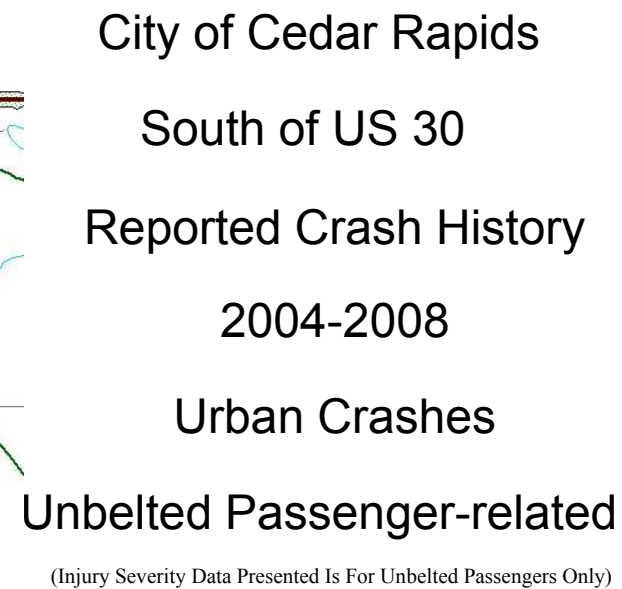 City of Cedar Rapids
South of US 30
Reported Crash History
2004-2008
Urban Crashes
Unbelted Passenger-related
(Injury Severity Data Presented Is For Unbelted Passengers Only)